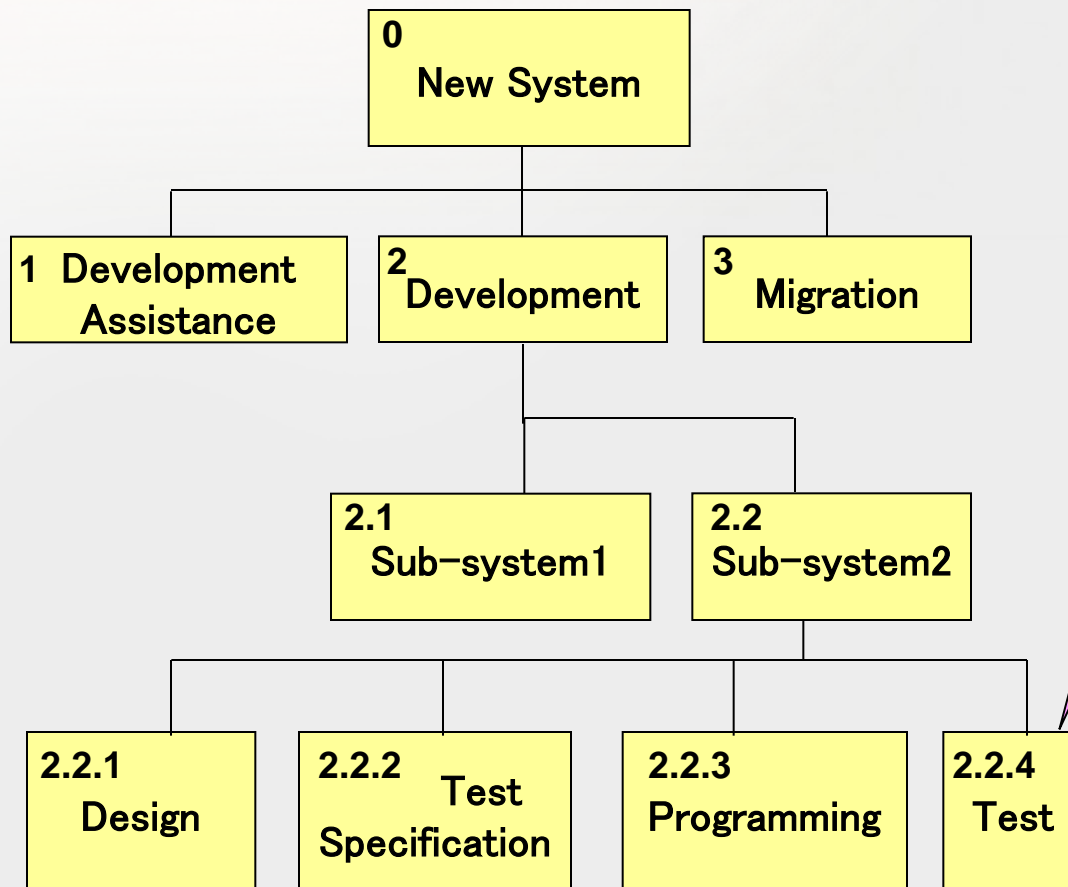 0
New System
1 Development
Assistance
2
Development
3
Migration
2.1
Sub-system1
2.2
Sub-system2
2.2.1
Design
2.2.2
Test
Specification
2.2.3
Programming
2.2.4
Test